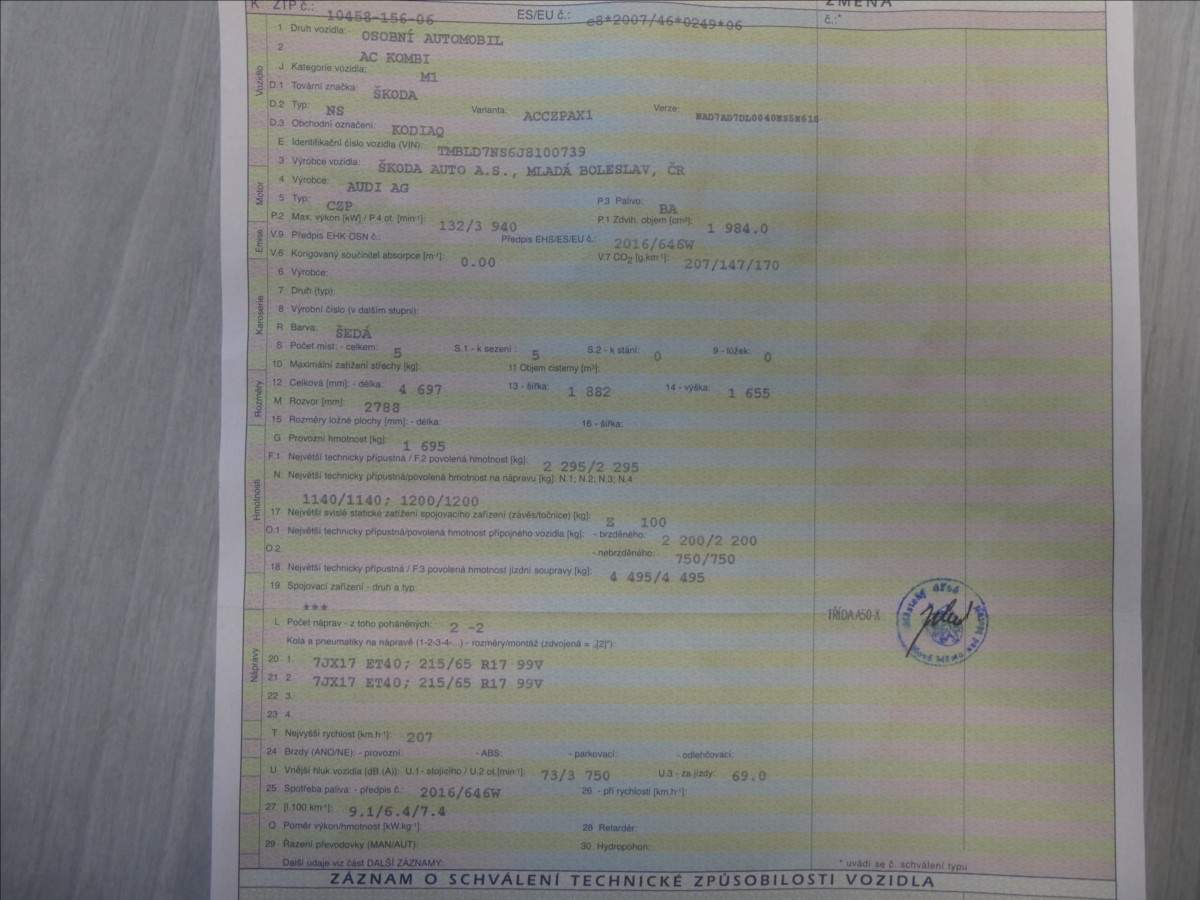 K ZTP č.: 10458-156-06 ES/EU č.: e8*2007/46*0249*06 ZMĚNA č.:*
1 Druh vozidla: OSOBNÍ AUTOMOBIL
2 AC KOMBI
J Kategorie vozidla: M1
D.1 Tovární značka: ŠKODA
D.2 Typ: NS Varianta: ACCZPAX1 Verze:
D.3 Obchodní označení: KODIAQ
E Identifikační číslo vozidla (VIN): TMBLD7NS6J8100739
3 Výrobce vozidla: ŠKODA AUTO A.S., MLADÁ BOLESLAV, ČR
4 Výrobce: AUDI AG
5 Typ: CZP P.3 Palivo: BA
P.2 Max. výkon [kW] / P.4 ot. [min-¹]: 132/3 940 P.1 Zdvih. objem [cm³]: 1 984.0
V.9 Předpis EHK-OSN č.: Předpis EHS/ES/EU č.: 2016/646W
V.6 Korigovaný součinitel absorpce [m-¹]: 0.00 V.7 CO₂ [g.km-¹]: 207/147/170
6 Výrobce:
7 Druh (typ):
8 Výrobní číslo (v dalším stupni):
R Barva: ŠEDÁ
S Počet míst: - celkem: 5 S.1 - k sezení: 5 S.2 - k stání: 0 9 - lůžek: 0
10 Maximální zatížení střechy [kg]: 11 Objem cisterny [m³]:
12 Celková [mm]: - délka: 4 697 13 - šířka: 1 882 14 - výška: 1 655
M Rozvor [mm]: 2788
15 Rozměry ložné plochy [mm]: - délka: 16 - šířka:
G Provozní hmotnost [kg]: 1 695
F.1 Největší technicky přípustná / F.2 povolená hmotnost [kg]: 2 295/2 295
N Největší technicky přípustná/povolená hmotnost na nápravu [kg]: N.1; N.2; N.3; N.4
1140/1140; 1200/1200
17 Největší svislé statické zatížení spojovacího zařízení (závěs/točnice) [kg]: Z 100
O.1 Největší technicky přípustná/povolená hmotnost přípojného vozidla [kg]: - brzděného: 2 200/2 200
O.2 - nebrzděného: 750/750
18 Největší technicky přípustná / F.3 povolená hmotnost jízdní soupravy [kg]: 4 495/4 495
19 Spojovací zařízení - druh a typ:
*** TŘÍDA A50-X
L Počet náprav - z toho poháněných: 2 -2
Kola a pneumatiky na nápravě (1-2-3-4-...) - rozměry/montáž (zdvojená = „[2]"):
20 1. 7JX17 ET40; 215/65 R17 99V
21 2. 7JX17 ET40; 215/65 R17 99V
22 3.
23 4.
T Nejvyšší rychlost [km.h-¹]: 207
24 Brzdy (ANO/NE): - provozní: - ABS: - parkovací: - odlehčovací:
U Vnější hluk vozidla [dB (A)]: U.1 - stojícího / U.2 ot.[min-¹]: 73/3 750 U.3 - za jízdy: 69.0
25 Spotřeba paliva: - předpis č.: 2016/646W 26 - při rychlosti [km.h-¹]:
27 [l.100 km-¹]: 9.1/6.4/7.4
Q Poměr výkon/hmotnost [kW.kg-¹]: 28 Retardér:
29 Řazení převodovky (MAN/AUT): 30 Hydropohon:
Další údaje viz část DALŠÍ ZÁZNAMY: * uvádí se č. schválení typu
ZÁZNAM O SCHVÁLENÍ TECHNICKÉ ZPŮSOBILOSTI VOZIDLA
Vozidlo
Motor
Emise
Karoserie
Rozměry
Hmotnosti
Nápravy